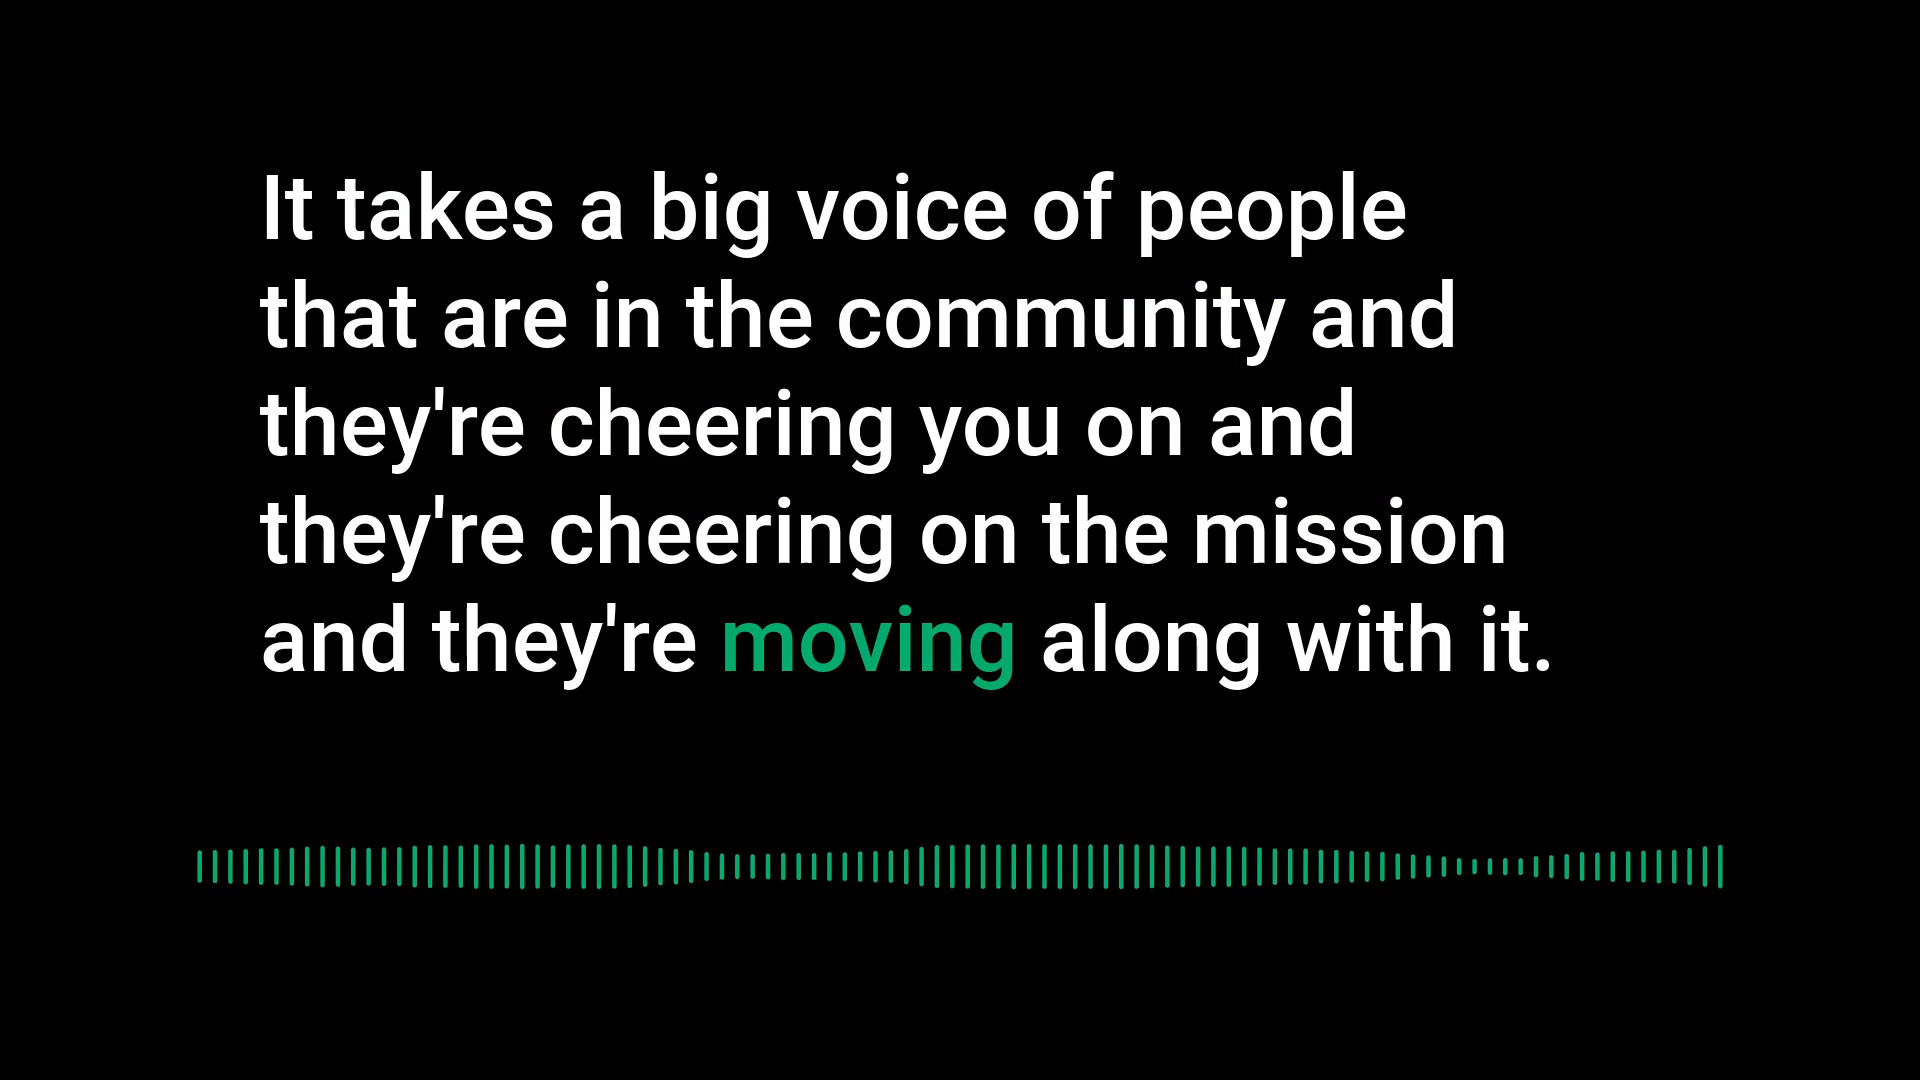 It takes a big voice of people
that are in the community and
they're cheering you on and
they're cheering on the mission
and they're moving along with it.